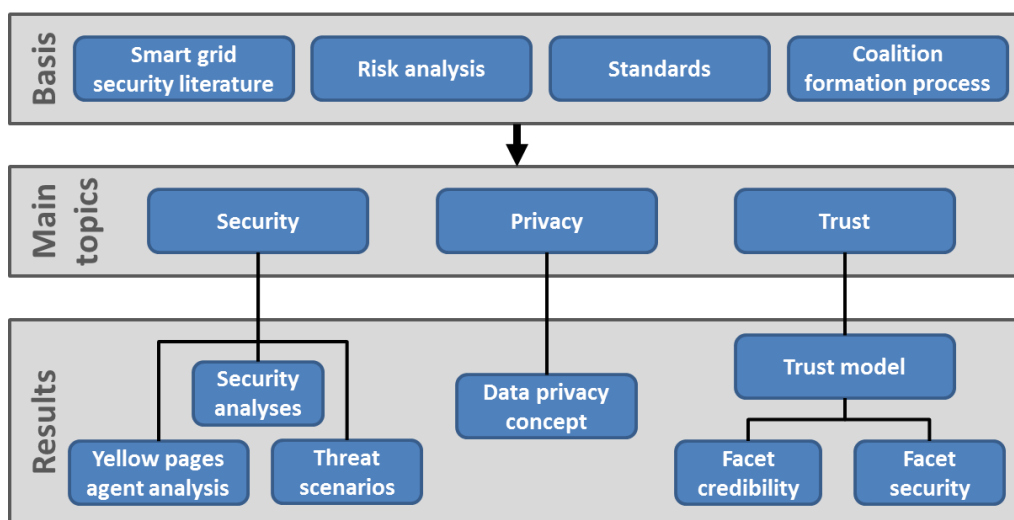 Basis
Smart grid
security literature
Risk analysis
Standards
Coalition
formation process
Main
topics
Security
Privacy
Trust
Results
Security
analyses
Yellow pages
agent analysis
Threat
scenarios
Data privacy
concept
Trust model
Facet
credibility
Facet
security